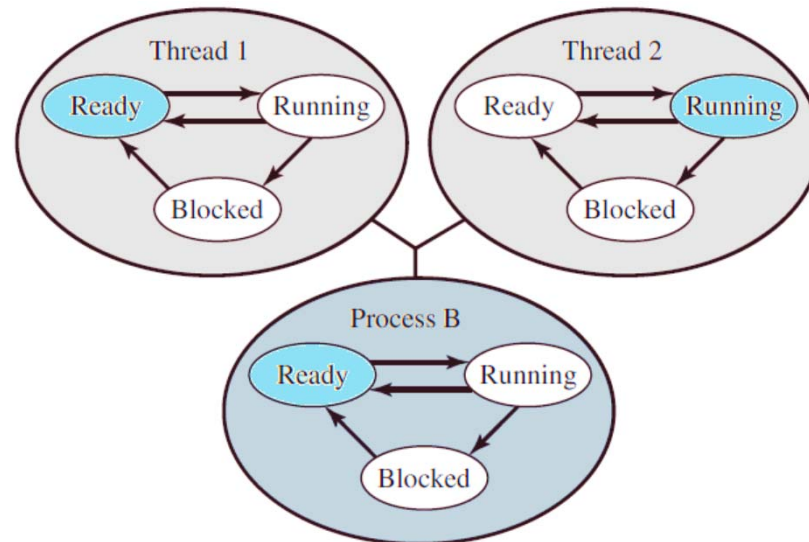 Thread 1
Ready
Running
Blocked
Thread 2
Ready
Running
Blocked
Process B
Ready
Running
Blocked